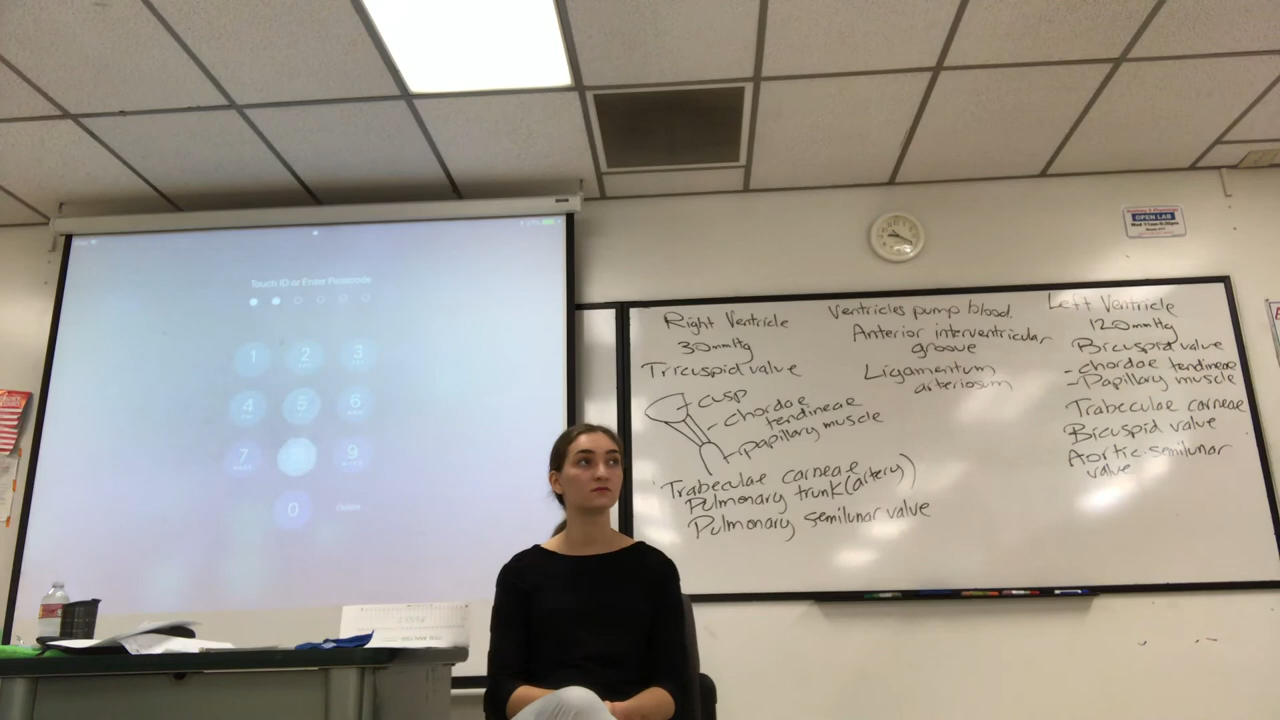 Touch ID or Enter Passcode
1 2 3
4 5 6
7 9
0 Delete
OPEN LAB
Right Ventricle
30mmHg
Tricuspid valve
cusp
- chordae
tendineae
- papillary muscle
Trabeculae carneae
Pulmonary trunk (artery)
Pulmonary semilunar valve
Ventricles pump blood.
Anterior interventricular
groove
Ligamentum
arteriosum
Left Ventricle
120mmHg
Bicuspid valve
- chordae tendineae
- Papillary muscle
Trabeculae carneae
Bicuspid valve
Aortic semilunar
valve